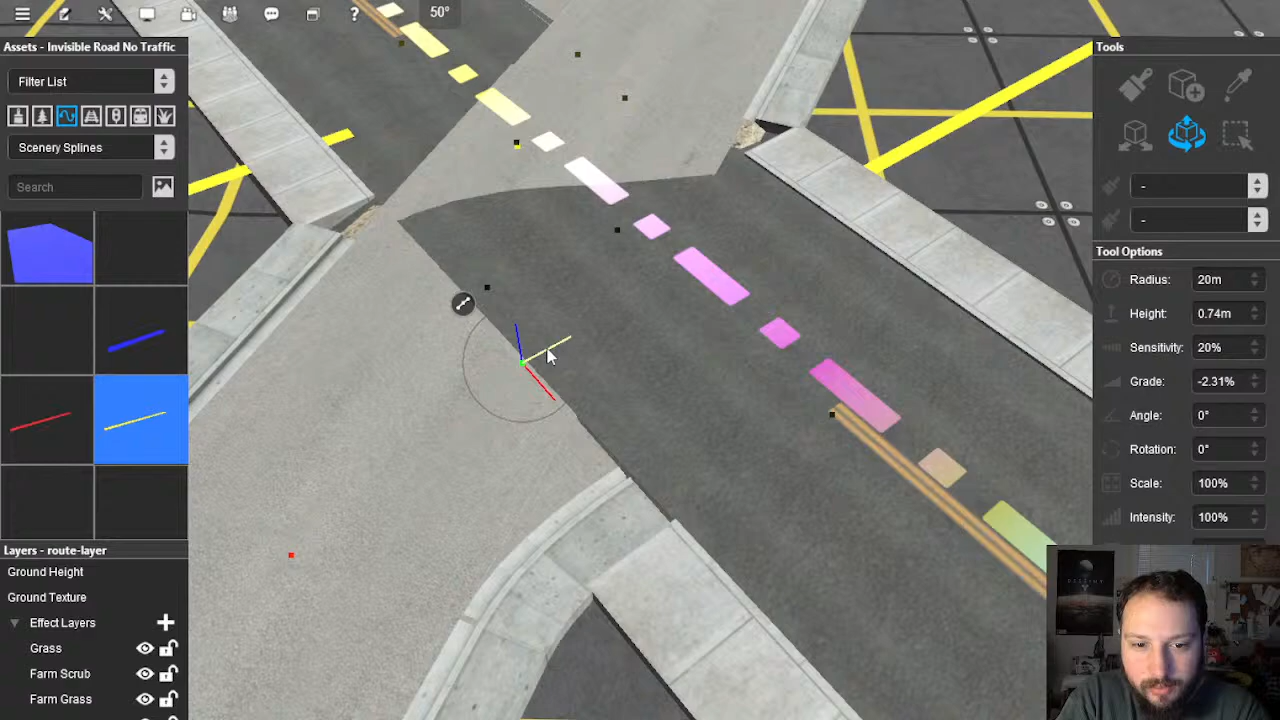 50°
Assets - Invisible Road No Traffic
Filter List
Scenery Splines
Search
Layers - route-layer
Ground Height
Ground Texture
Effect Layers
Grass
Farm Scrub
Farm Grass
Tools
-
-
Tool Options
Radius: 20m
Height: 0.74m
Sensitivity: 20%
Grade: -2.31%
Angle: 0°
Rotation: 0°
Scale: 100%
Intensity: 100%
DESTINY